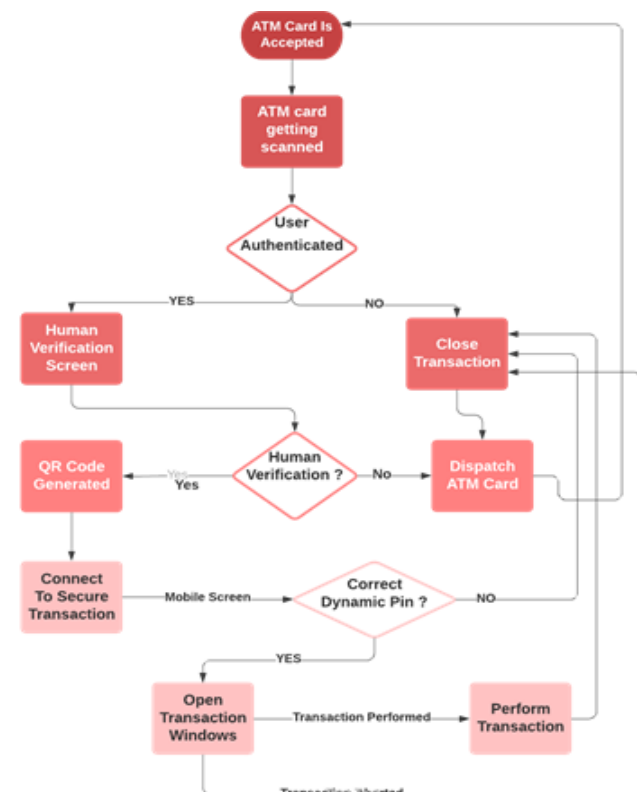 ATM Card Is
Accepted
ATM card
getting
scanned
User
Authenticated
YES
NO
Human
Verification
Screen
Close
Transaction
QR Code
Generated
Yes
Yes
Human
Verification ?
No
Dispatch
ATM Card
Connect
To Secure
Transaction
Mobile Screen
Correct
Dynamic Pin ?
NO
YES
Open
Transaction
Windows
Transaction Performed
Perform
Transaction